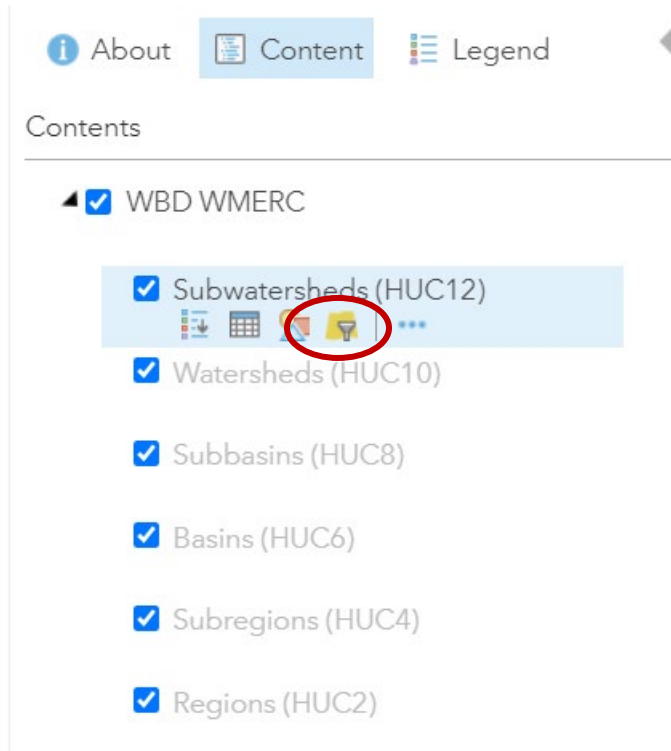 About Content Legend
Contents
WBD WMERC
Subwatersheds (HUC12)
Watersheds (HUC10)
Subbasins (HUC8)
Basins (HUC6)
Subregions (HUC4)
Regions (HUC2)